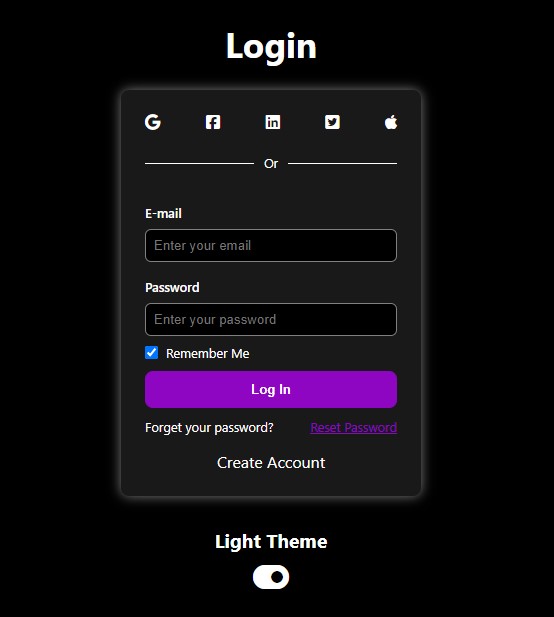 Login
Or
E-mail
Enter your email
Password
Enter your password
Remember Me
Log In
Forget your password? Reset Password
Create Account
Light Theme